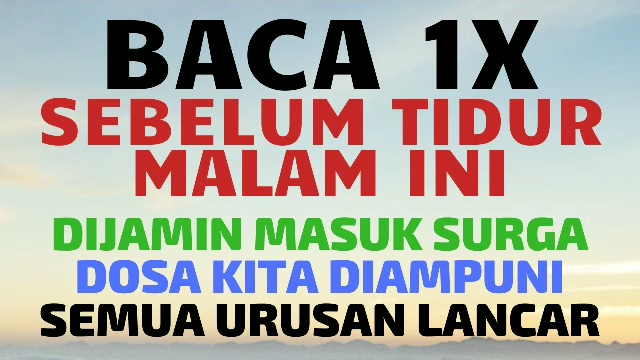 BACA 1X
SEBELUM TIDUR
MALAM INI
DIJAMIN MASUK SURGA
DOSA KITA DIAMPUNI
SEMUA URUSAN LANCAR